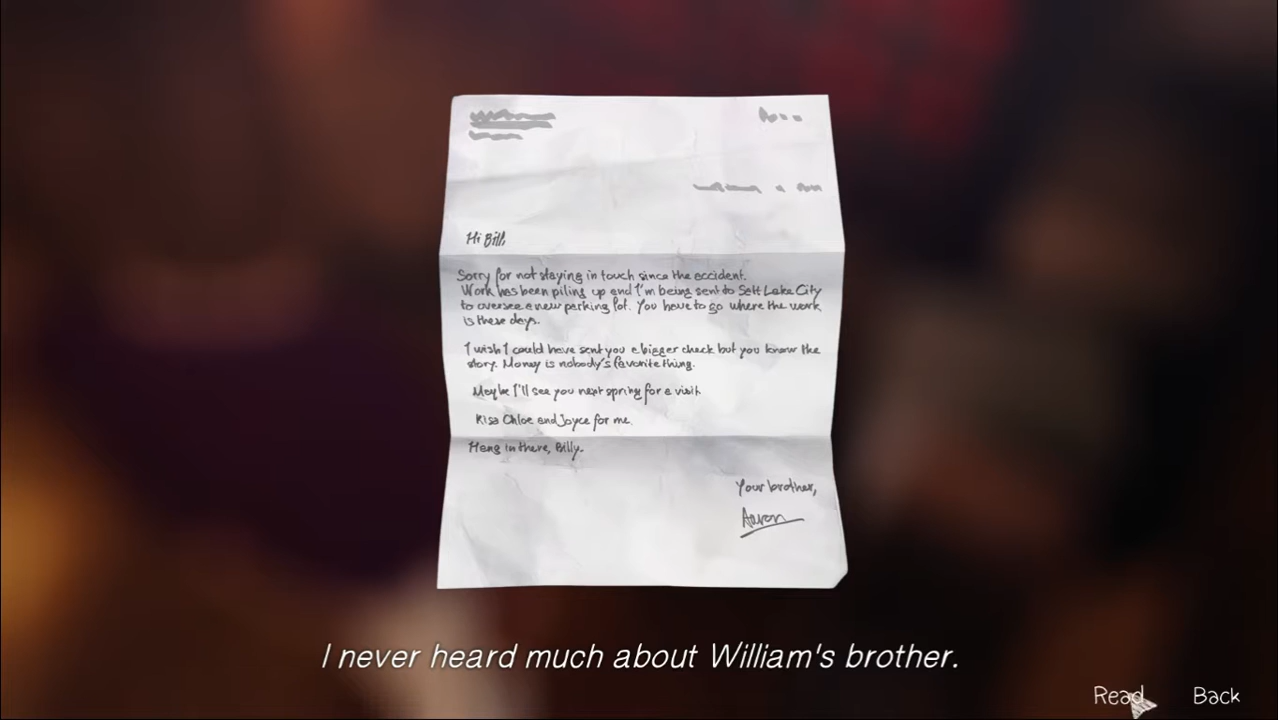 Hi Bill,
Sorry for not staying in touch since the accident.
Work has been piling up and I'm being sent to Salt Lake City
to oversee a new parking lot. You have to go where the work
is these days.
I wish I could have sent you a bigger check but you know the
story. Money is nobody's favorite thing.
Maybe I'll see you next spring for a visit.
Kiss Chloe and Joyce for me.
Hang in there, Billy.
Your brother,
Aaron
I never heard much about William's brother.
Read Back